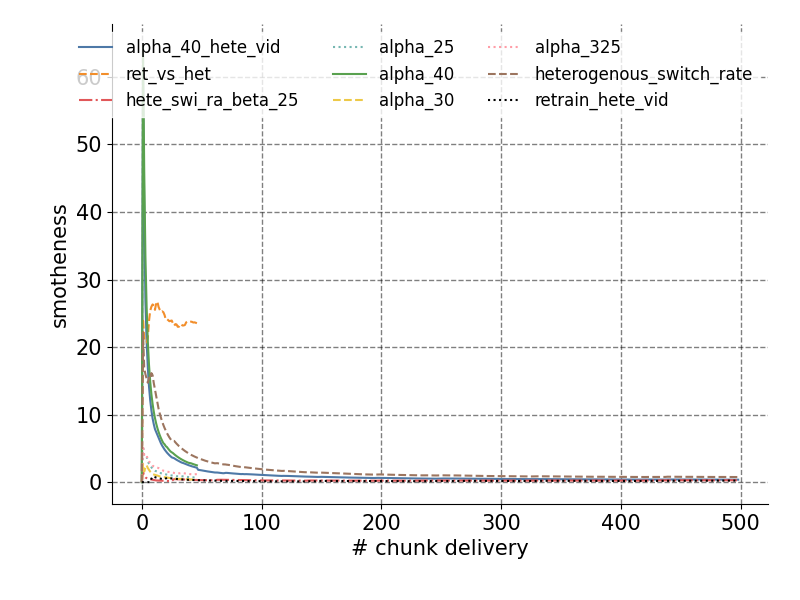 alpha_40_hete_vid alpha_25 alpha_325
60 ret_vs_het alpha_40 heterogenous_switch_rate
hete_swi_ra_beta_25 alpha_30 retrain_hete_vid
50
40
30
20
10
0
smotheness
0 100 200 300 400 500
# chunk delivery